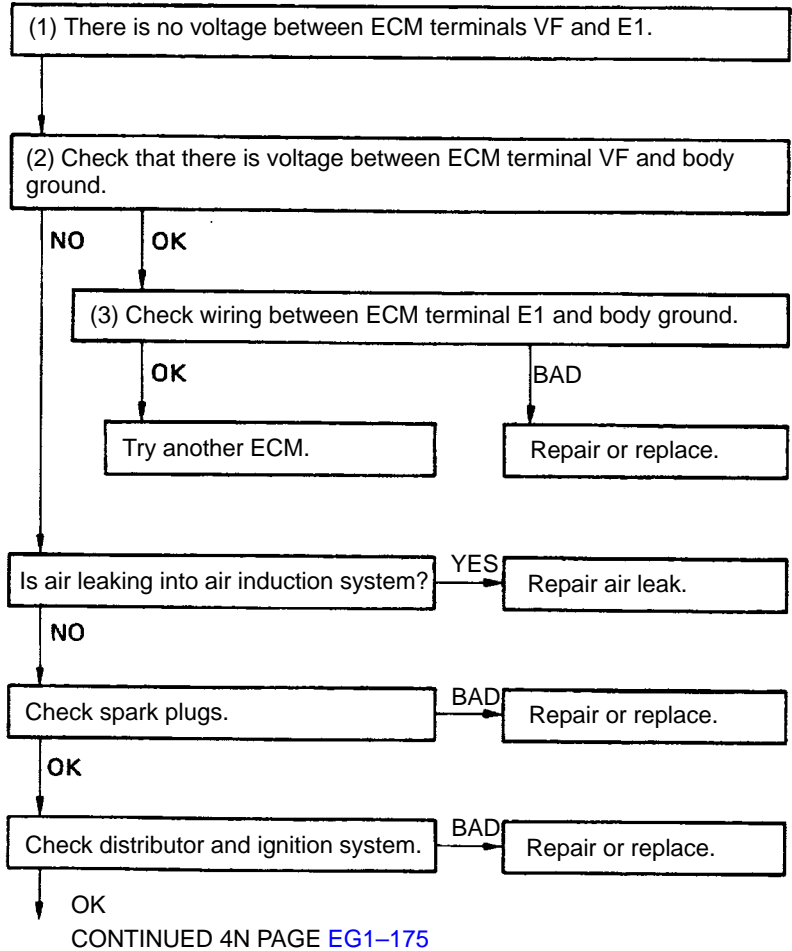 (1) There is no voltage between ECM terminals VF and E1.
(2) Check that there is voltage between ECM terminal VF and body
ground.
NO
OK
(3) Check wiring between ECM terminal E1 and body ground.
OK
BAD
Try another ECM.
Repair or replace.
Is air leaking into air induction system?
YES
Repair air leak.
NO
Check spark plugs.
BAD
Repair or replace.
OK
Check distributor and ignition system.
BAD
Repair or replace.
OK
CONTINUED 4N PAGE EG1–175